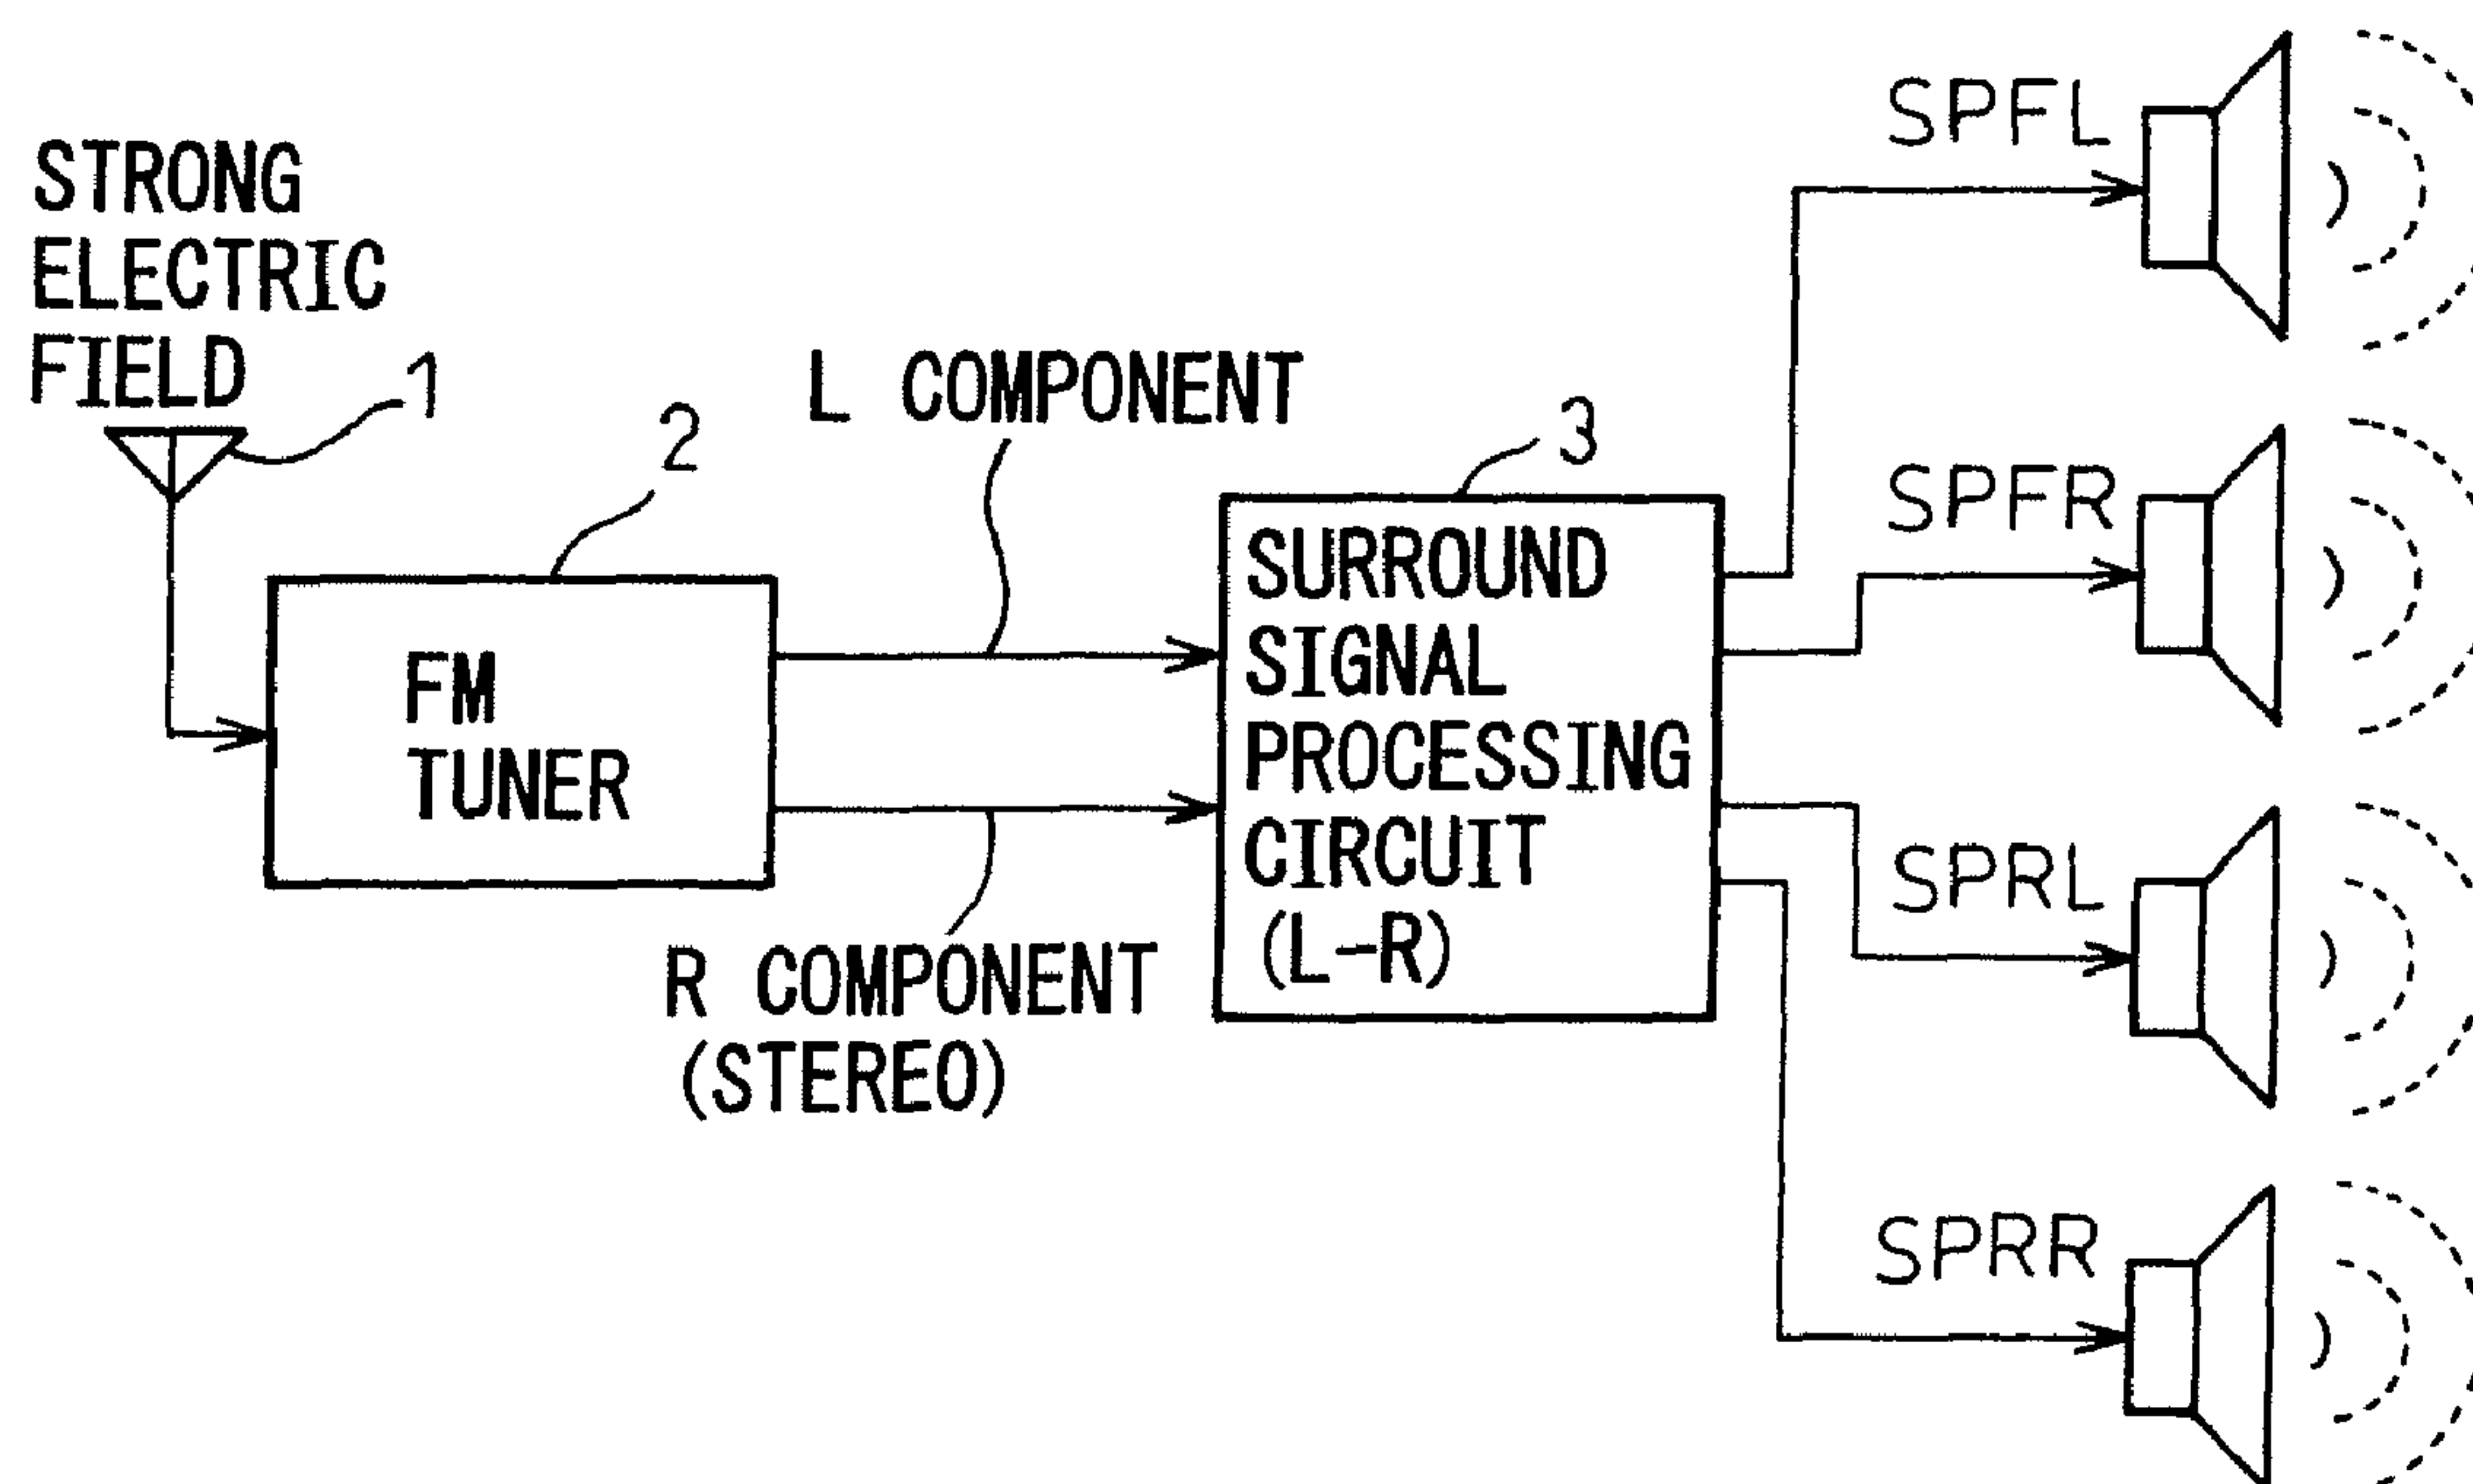 STRONG
ELECTRIC
FIELD
1
2
L COMPONENT
3
FM
TUNER
R COMPONENT
(STEREO)
SURROUND
SIGNAL
PROCESSING
CIRCUIT
(L-R)
SPFL
SPFR
SPRL
SPRR